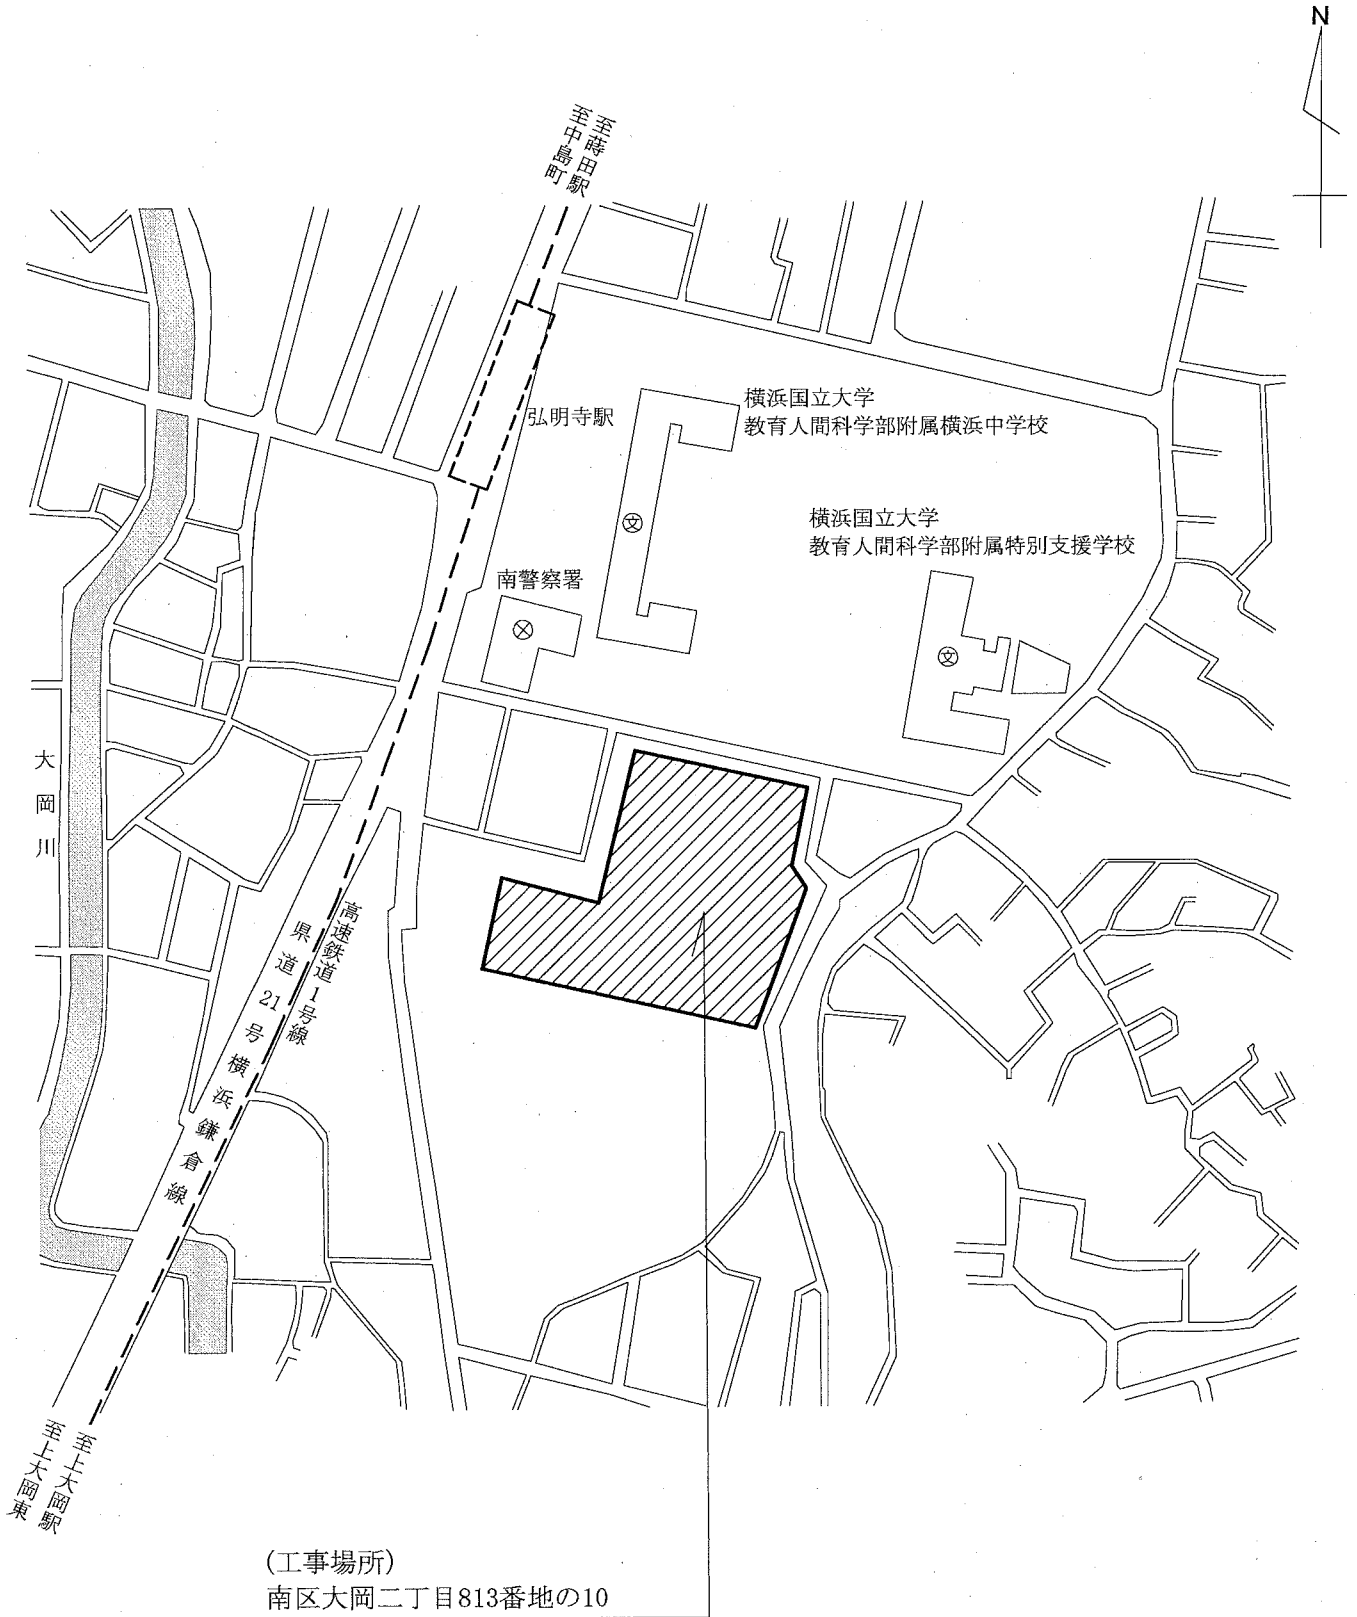 N
至蒔田駅
至中島町
横浜国立大学
教育人間科学部附属横浜中学校
弘明寺駅
横浜国立大学
教育人間科学部附属特別支援学校
文
南警察署
文
大岡川
高速鉄道1号線
県道21号横浜鎌倉線
至上大岡駅
至上大岡東
(工事場所)
南区大岡二丁目813番地の10